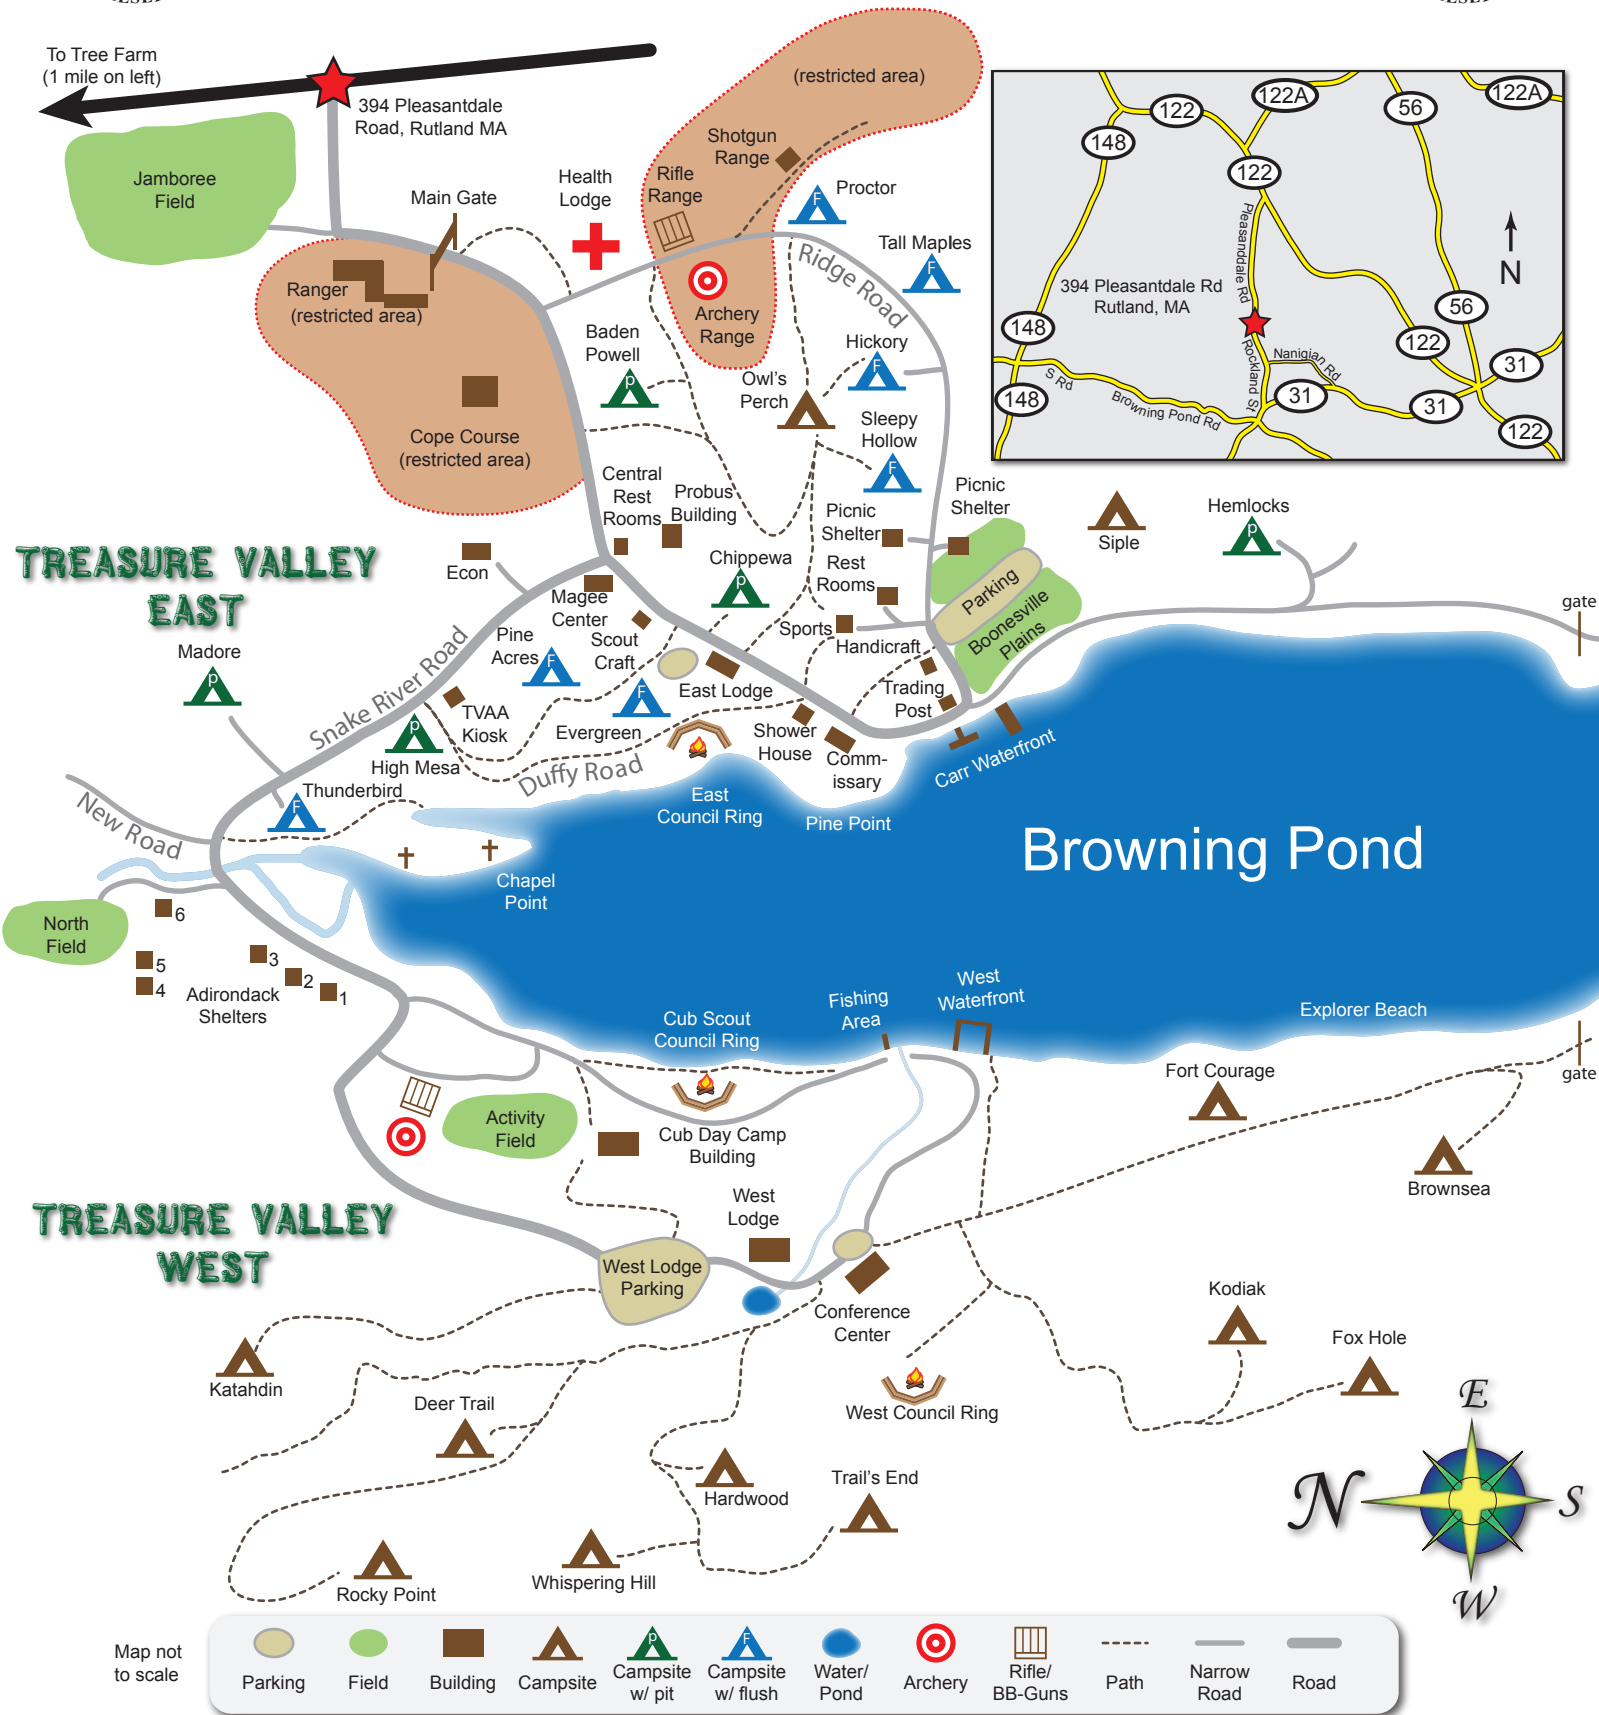 To Tree Farm
(1 mile on left)
394 Pleasantdale
Road, Rutland MA
Jamboree
Field
Main Gate
Health
Lodge
Rifle
Range
Shotgun
Range
(restricted area)
Proctor
Tall Maples
Ridge Road
Archery
Range
Ranger
(restricted area)
Baden
Powell
Hickory
Owl's
Perch
Sleepy
Hollow
Cope Course
(restricted area)
122
122A
56
122A
148
122
Pleasanddale Rd
394 Pleasantdale Rd
Rutland, MA
N
148
56
122
31
Rockland St
Nanigian Rd
S Rd
Browning Pond Rd
148
31
31
122
Central
Rest
Rooms
Probus
Building
Picnic
Shelter
Picnic
Shelter
Siple
Hemlocks
P
TREASURE VALLEY
EAST
Econ
Magee
Center
Chippewa
Rest
Rooms
Parking
Boonesville
Plains
gate
Scout
Craft
Sports
Handicraft
Pine
Acres
Madore
Snake River Road
TVAA
Kiosk
East Lodge
Trading
Post
Evergreen
Shower
House
Comm-
issary
Carr Waterfront
High Mesa
Duffy Road
Thunderbird
East
Council Ring
Pine Point
New Road
Browning Pond
Chapel
Point
North
Field
6
5
4
3
2
1
Adirondack
Shelters
Fishing
Area
West
Waterfront
Explorer Beach
Cub Scout
Council Ring
gate
Fort Courage
Activity
Field
Cub Day Camp
Building
Brownsea
TREASURE VALLEY
WEST
West
Lodge
West Lodge
Parking
Conference
Center
Kodiak
Fox Hole
Katahdin
Deer Trail
West Council Ring
Hardwood
Trail's End
Whispering Hill
Rocky Point
E
N
S
W
Map not
to scale
Parking
Field
Building
Campsite
P
Campsite
w/ pit
F
Campsite
w/ flush
Water/
Pond
Archery
Rifle/
BB-Guns
Path
Narrow
Road
Road